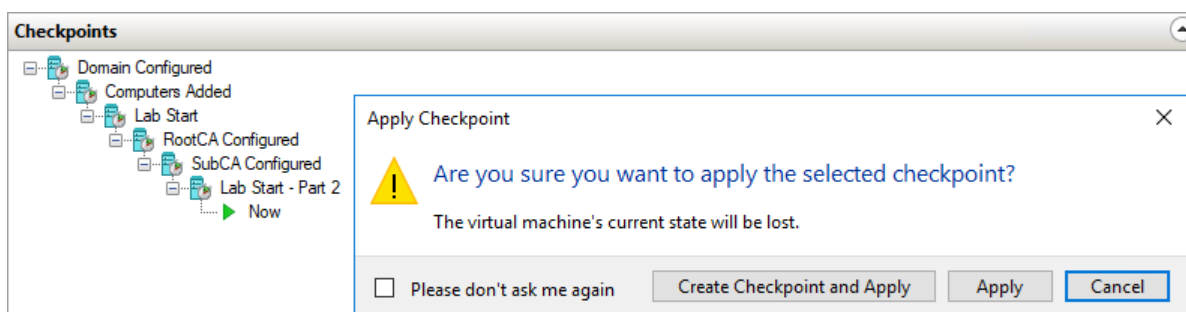 Checkpoints
Domain Configured
Computers Added
Lab Start
RootCA Configured
SubCA Configured
Lab Start - Part 2
Now
Apply Checkpoint
Are you sure you want to apply the selected checkpoint?
The virtual machine's current state will be lost.
Please don't ask me again
Create Checkpoint and Apply
Apply
Cancel